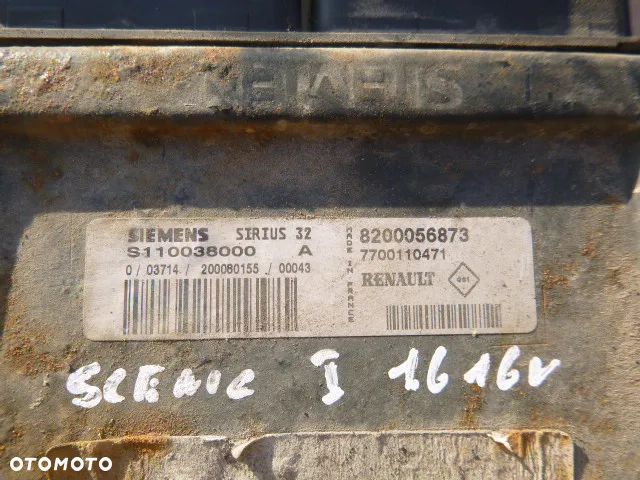 SIEMENS
SIEMENS SIRIUS 32
S110038000 A
0 / 03714 / 200080155 / 00043
MADE IN FRANCE
8200056873
7700110471
RENAULT
SCENIC I 1.6 16V
OTOMOTO